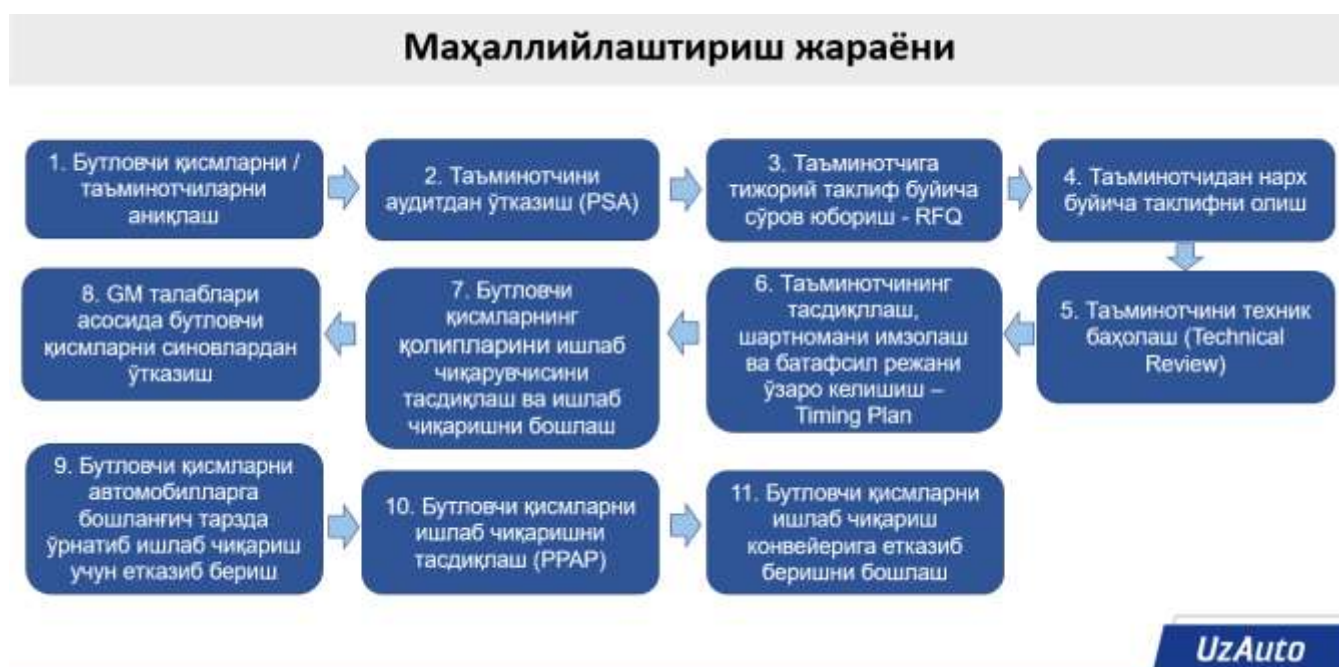 Маҳаллийлаштириш жараёни
1. Бутловчи қисмларни /
таъминотчиларни
аниқлаш
2. Таъминотчини
аудитдан ўтказиш (PSA)
3. Таъминотчига
тижорий таклиф буйича
сўров юбориш - RFQ
4. Таъминотчидан нарх
буйича таклифни олиш
5. Таъминотчини техник
баҳолаш (Technical
Review)
6. Таъминотчининг
тасдиқллаш,
шартномани имзолаш
ва батафсил режани
ўзаро келишиш –
Timing Plan
7. Бутловчи
қисмларнинг
қолипларини ишлаб
чиқарувчисини
тасдиқлаш ва ишлаб
чиқаришни бошлаш
8. GM талаблари
асосида бутловчи
қисмларни синовлардан
ўтказиш
9. Бутловчи қисмларни
автомобилларга
бошланғич тарзда
ўрнатиб ишлаб чиқариш
учун етказиб бериш
10. Бутловчи қисмларни
ишлаб чиқаришни
тасдиқлаш (PPAP)
11. Бутловчи қисмларни
ишлаб чиқариш
конвейерига етказиб
беришни бошлаш
UzAuto